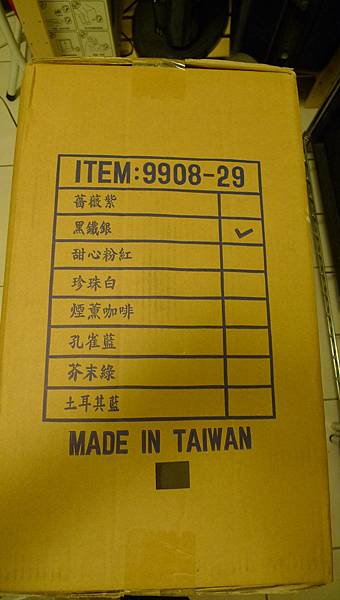 ITEM:9908-29
薔薇紫
黑鐵銀 ✓
甜心粉紅
珍珠白
煙薰咖啡
孔雀藍
芥末綠
土耳其藍
MADE IN TAIWAN